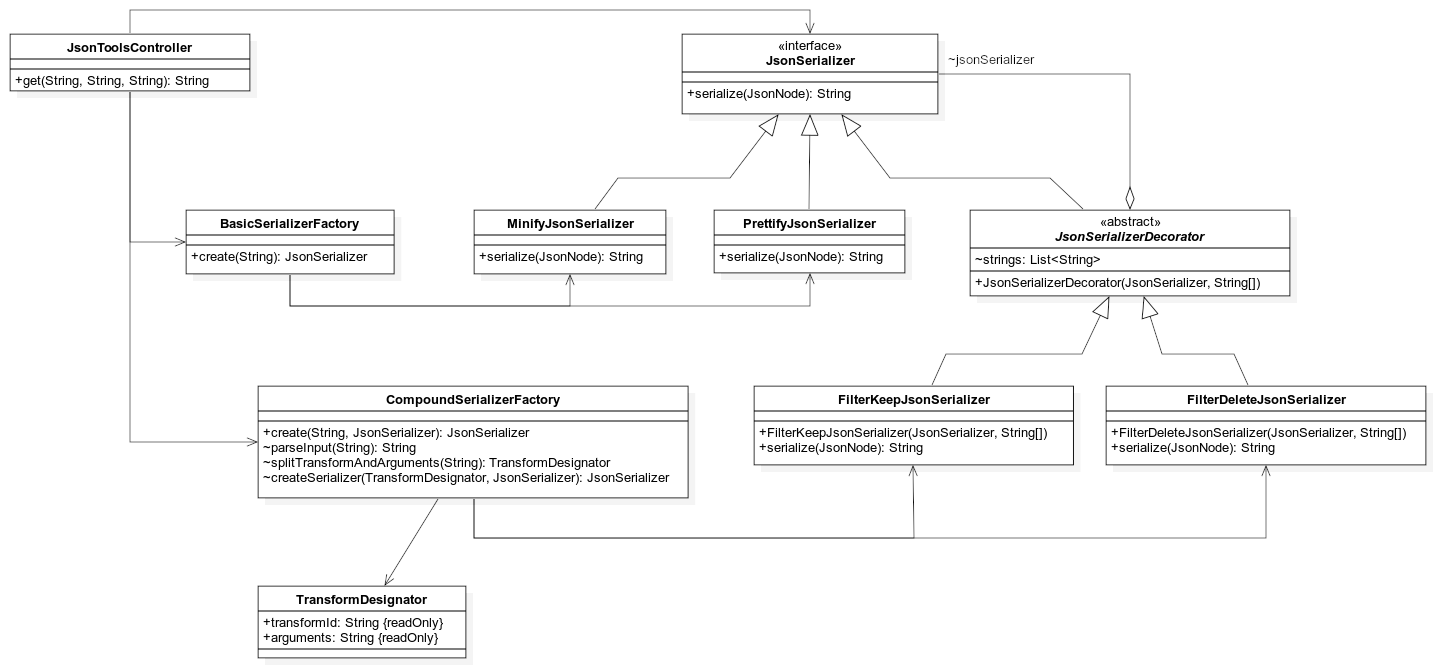 JsonToolsController
+get(String, String, String): String
«interface»
JsonSerializer
+serialize(JsonNode): String
~jsonSerializer
BasicSerializerFactory
+create(String): JsonSerializer
MinifyJsonSerializer
+serialize(JsonNode): String
PrettifyJsonSerializer
+serialize(JsonNode): String
«abstract»
JsonSerializerDecorator
~strings: List<String>
+JsonSerializerDecorator(JsonSerializer, String[])
CompoundSerializerFactory
+create(String, JsonSerializer): JsonSerializer
~parseInput(String): String
~splitTransformAndArguments(String): TransformDesignator
~createSerializer(TransformDesignator, JsonSerializer): JsonSerializer
FilterKeepJsonSerializer
+FilterKeepJsonSerializer(JsonSerializer, String[])
+serialize(JsonNode): String
FilterDeleteJsonSerializer
+FilterDeleteJsonSerializer(JsonSerializer, String[])
+serialize(JsonNode): String
TransformDesignator
+transformId: String {readOnly}
+arguments: String {readOnly}